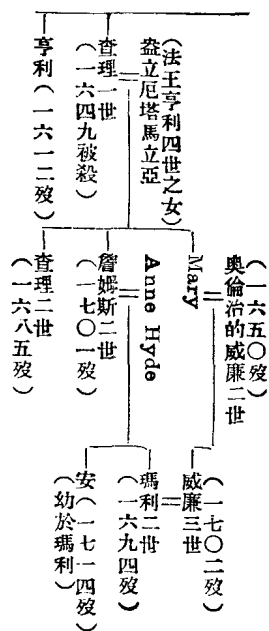 （法王亨利四世之女）
盎立厄塔馬立亞
查理一世
（一六四九被殺）
亨利（一六一二歿）
（一六五〇歿）
奧倫治的威廉二世
Mary
Anne Hyde
詹姆斯二世
（一七〇一歿）
查理二世
（一六八五歿）
（一七〇二歿）
威廉三世
瑪利二世
（一六九四歿）
安（一七一四歿）
（幼於瑪利）